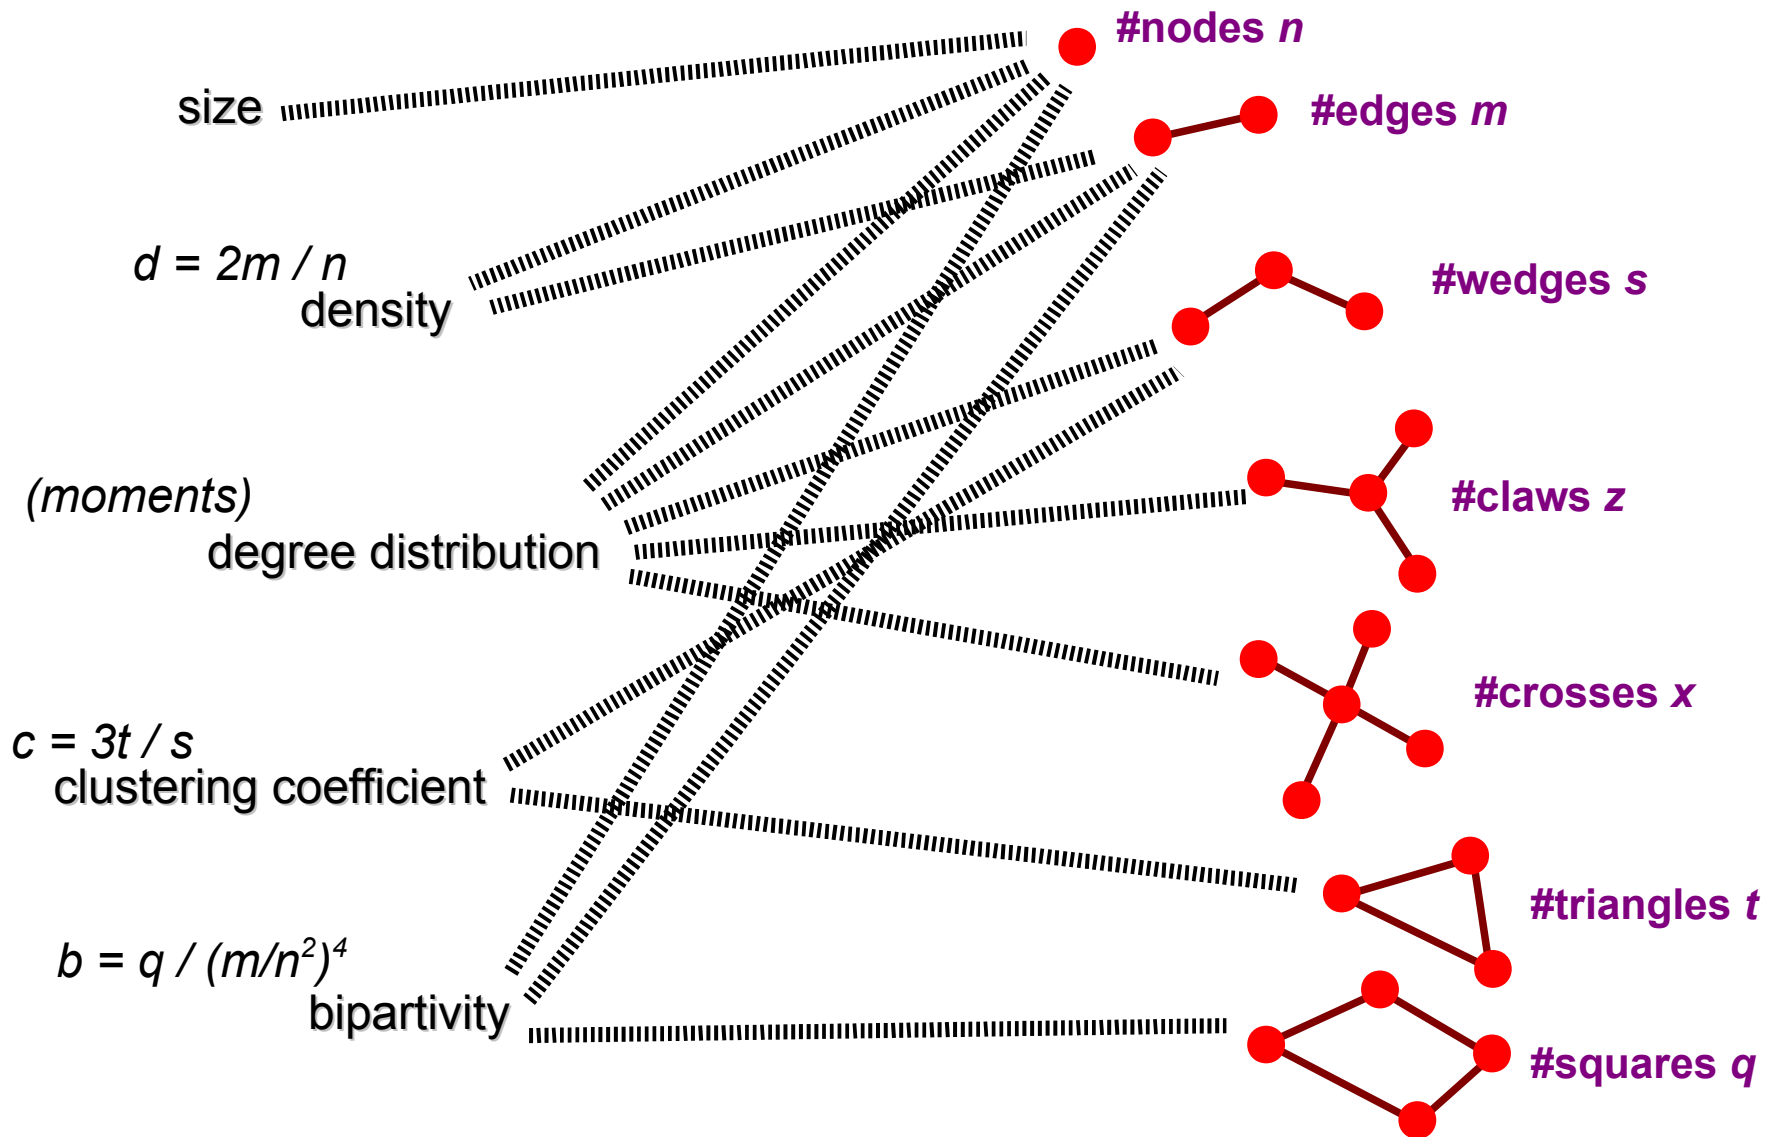 #nodes n
size
#edges m
d = 2m / n
density
#wedges s
(moments)
degree distribution
#claws z
#crosses x
c = 3t / s
clustering coefficient
#triangles t
b = q / (m/n²)⁴
bipartivity
#squares q